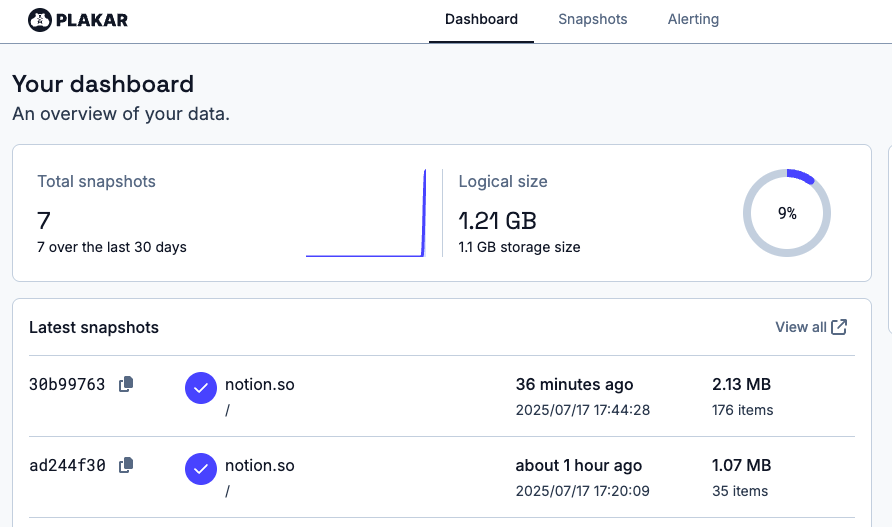 PLAKAR
Dashboard Snapshots Alerting
Your dashboard
An overview of your data.
Total snapshots
7
7 over the last 30 days
Logical size
1.21 GB
1.1 GB storage size
9%
Latest snapshots
View all
30b99763 notion.so 36 minutes ago 2.13 MB
/ 2025/07/17 17:44:28 176 items
ad244f30 notion.so about 1 hour ago 1.07 MB
/ 2025/07/17 17:20:09 35 items